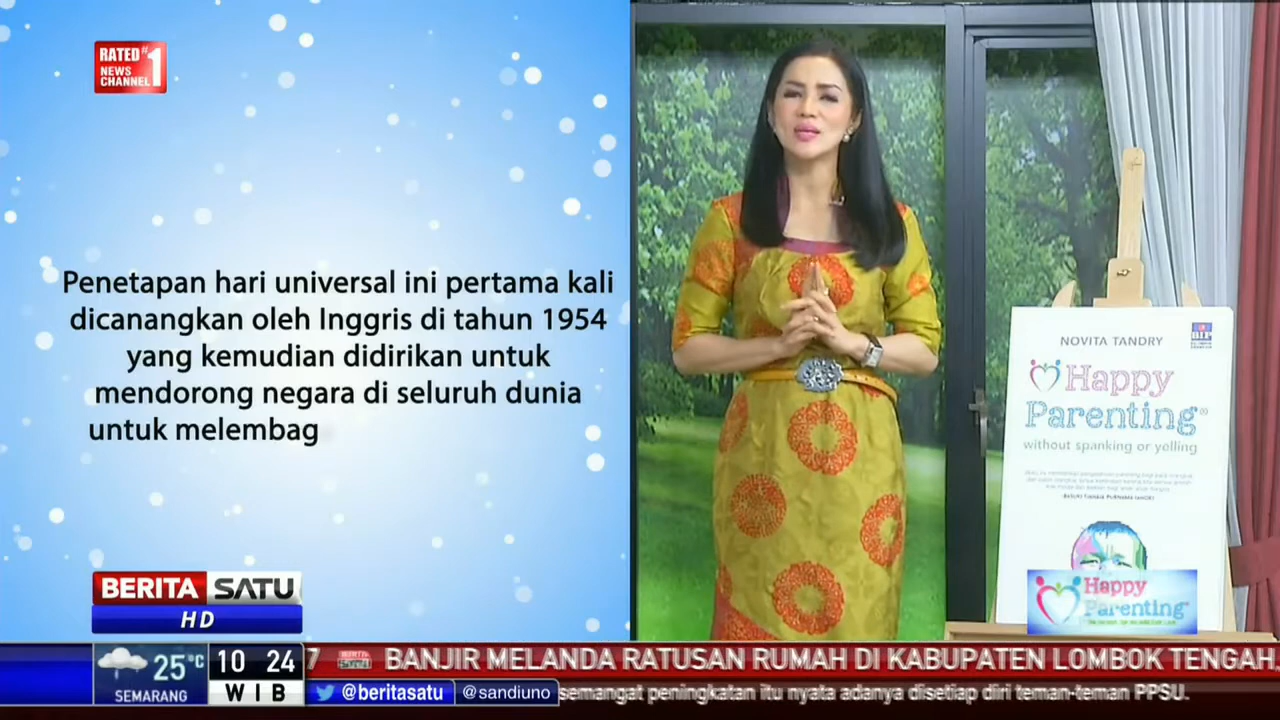 RATED #1
NEWS
CHANNEL
Penetapan hari universal ini pertama kali
dicanangkan oleh Inggris di tahun 1954
yang kemudian didirikan untuk
mendorong negara di seluruh dunia
untuk melembag
NOVITA TANDRY
BIP
Happy
Parenting
without spanking or yelling
Happy
Parenting
BERITA SATU
HD
25°C
SEMARANG
10 24
WIB
7
BANJIR MELANDA RATUSAN RUMAH DI KABUPATEN LOMBOK TENGAH.
@beritasatu
@sandiuno
semangat peningkatan itu nyata adanya disetiap diri teman-teman PPSU.